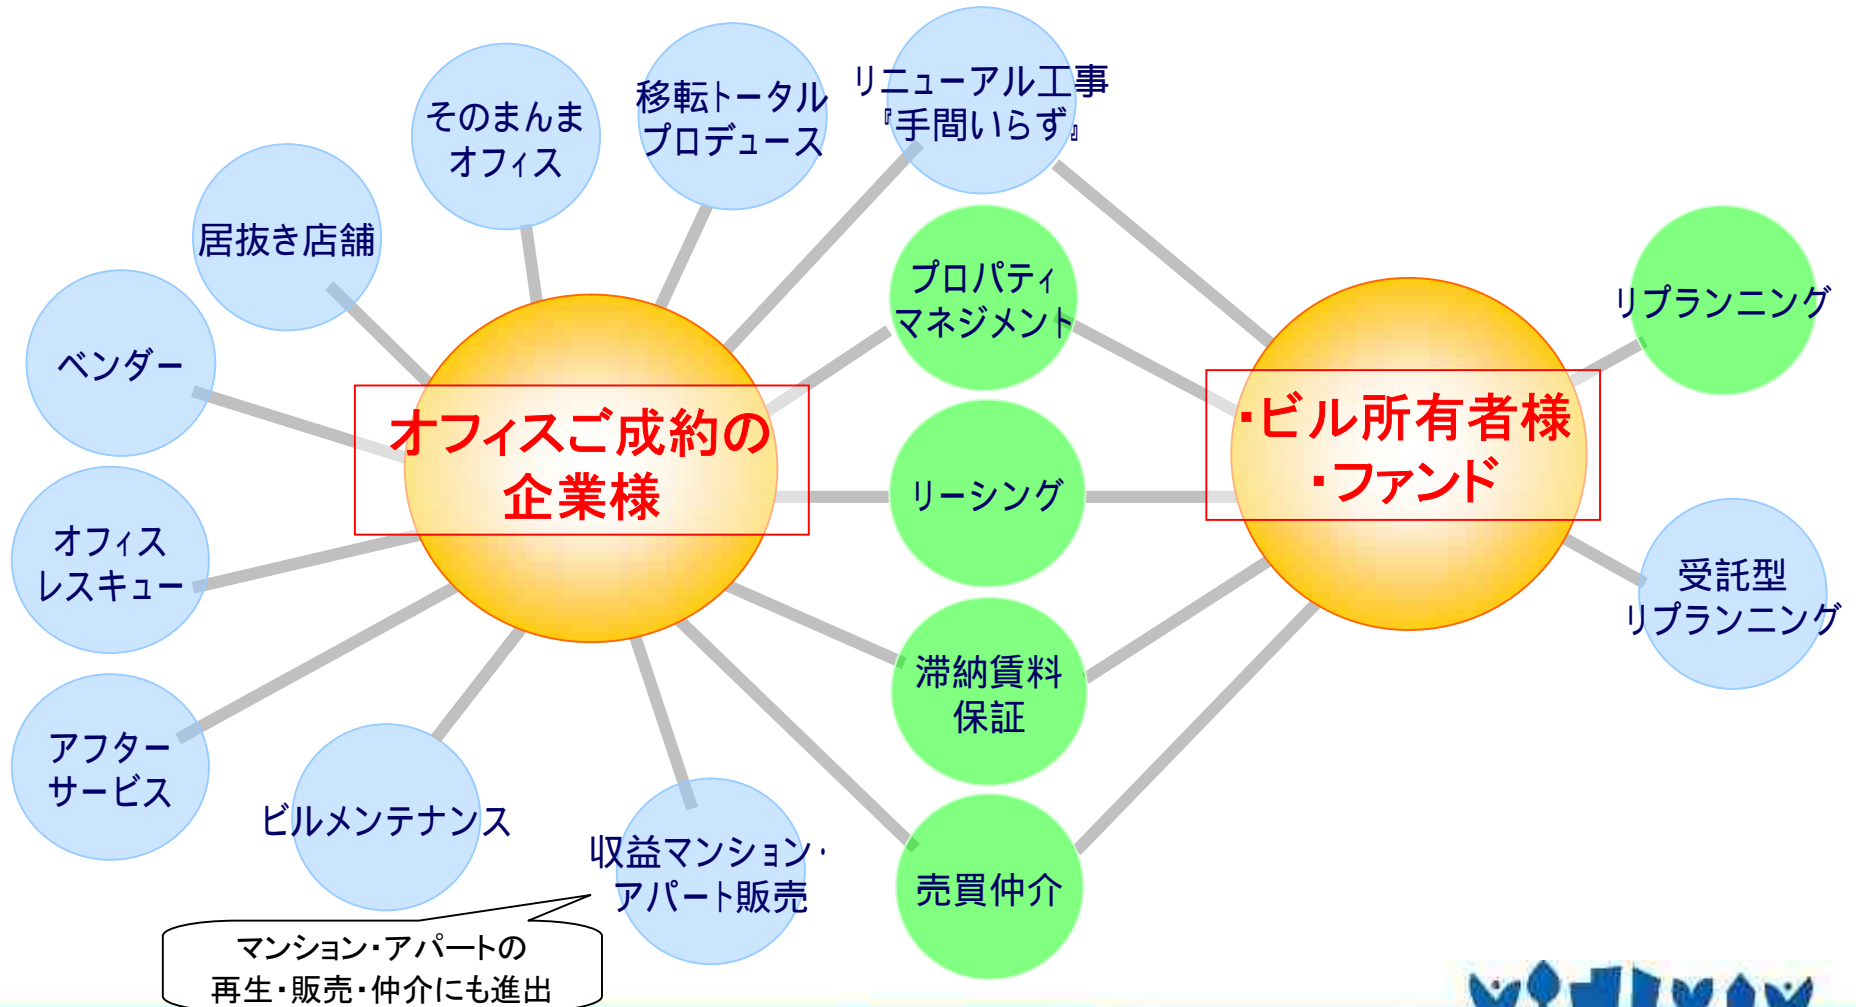 リニューアル工事
『手間いらず』
移転トータル
プロデュース
そのまんま
オフィス
居抜き店舗
プロパティ
マネジメント
リプランニング
ベンダー
オフィスご成約の
企業様
・ビル所有者様
・ファンド
リーシング
オフィス
レスキュー
受託型
リプランニング
滞納賃料
保証
アフター
サービス
ビルメンテナンス
収益マンション・
アパート販売
売買仲介
マンション・アパートの
再生・販売・仲介にも進出